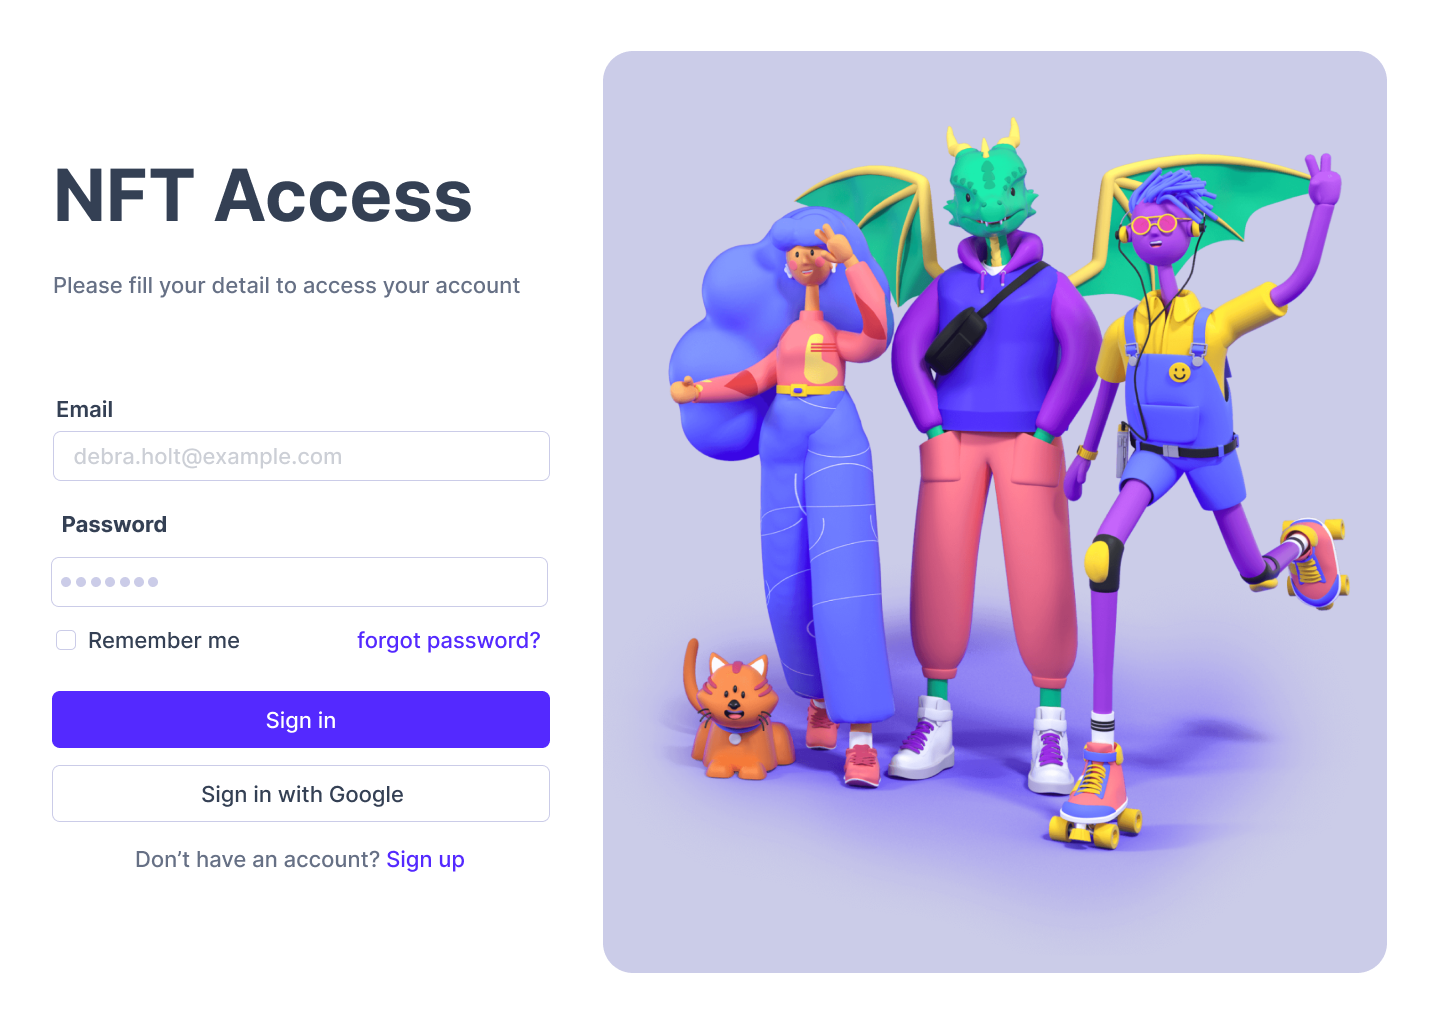 NFT Access
Please fill your detail to access your account
Email
debra.holt@example.com
Password
Remember me
forgot password?
Sign in
Sign in with Google
Don’t have an account? Sign up